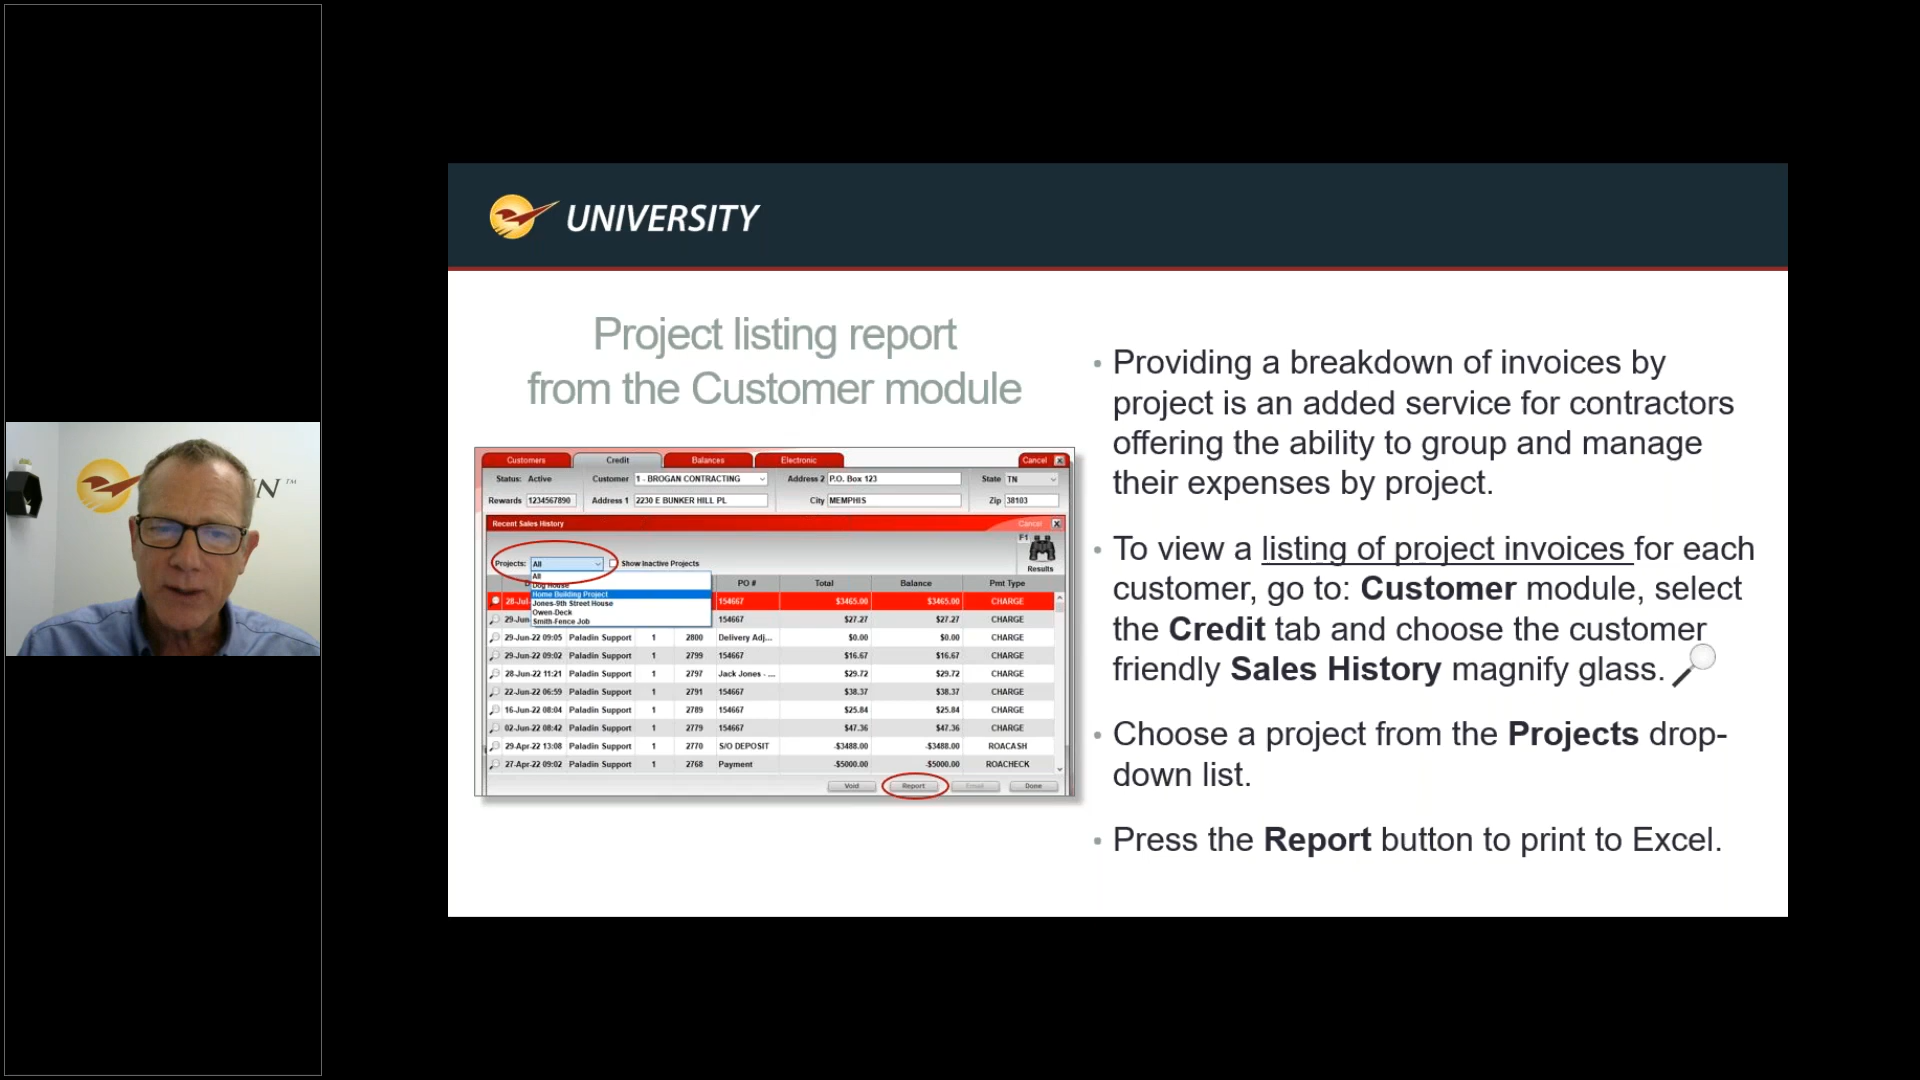 N™
UNIVERSITY
Project listing report
from the Customer module
Customers Credit Balances Electronic Cancel X
Status: Active Customer 1 - BROGAN CONTRACTING Address 2 P.O. Box 123 State TN
Rewards 1234567890 Address 1 2230 E BUNKER HILL PL City MEMPHIS Zip 38103
Recent Sales History Cancel X
F1
Results
Projects: All Show Inactive Projects
All
Dog House
Home Building Project
Jones-9th Street House
Owen-Deck
Smith-Fence Job
PO # Total Balance Pmt Type
28-Jul 154667 $3465.00 $3465.00 CHARGE
29-Jun 154667 $27.27 $27.27 CHARGE
29-Jun-22 09:05 Paladin Support 1 2800 Delivery Adj... $0.00 $0.00 CHARGE
29-Jun-22 09:02 Paladin Support 1 2799 154667 $16.67 $16.67 CHARGE
28-Jun-22 11:21 Paladin Support 1 2797 Jack Jones - ... $29.72 $29.72 CHARGE
22-Jun-22 06:59 Paladin Support 1 2791 154667 $38.37 $38.37 CHARGE
16-Jun-22 08:04 Paladin Support 1 2789 154667 $25.84 $25.84 CHARGE
02-Jun-22 08:42 Paladin Support 1 2779 154667 $47.36 $47.36 CHARGE
29-Apr-22 13:08 Paladin Support 1 2770 S/O DEPOSIT -$3488.00 -$3488.00 ROACASH
27-Apr-22 09:02 Paladin Support 1 2768 Payment -$5000.00 -$5000.00 ROACHECK
Void Report Email Done
• Providing a breakdown of invoices by
project is an added service for contractors
offering the ability to group and manage
their expenses by project.
• To view a listing of project invoices for each
customer, go to: Customer module, select
the Credit tab and choose the customer
friendly Sales History magnify glass.
• Choose a project from the Projects drop-
down list.
• Press the Report button to print to Excel.